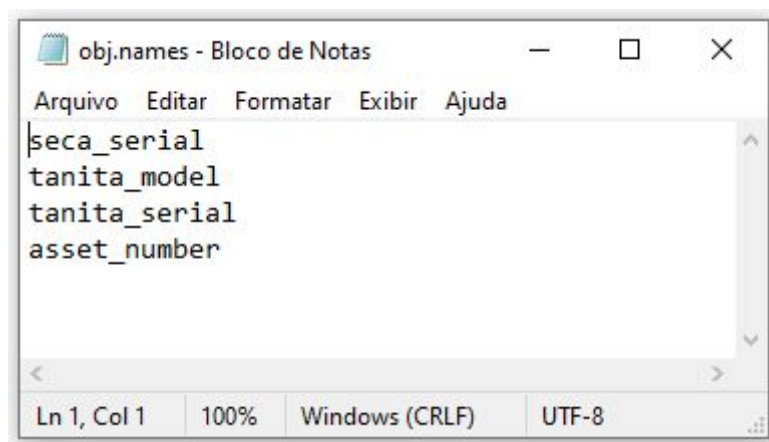 obj.names - Bloco de Notas
Arquivo Editar Formatar Exibir Ajuda
seca_serial
tanita_model
tanita_serial
asset_number
Ln 1, Col 1 100% Windows (CRLF) UTF-8